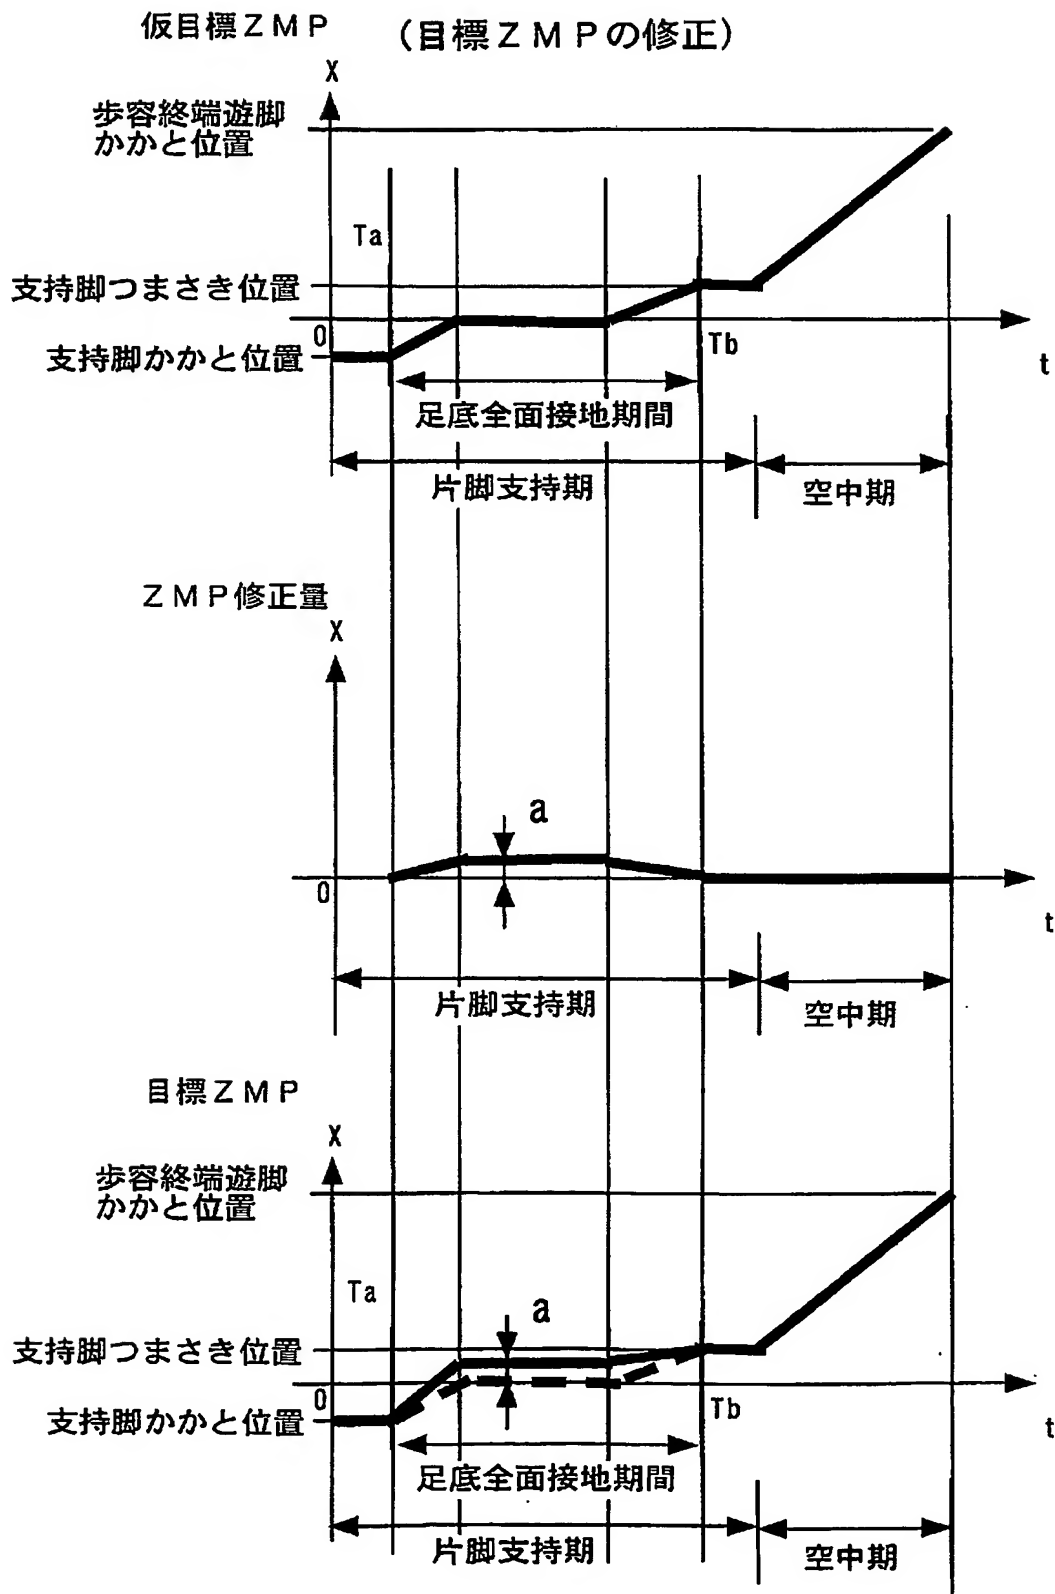 仮目標ZMP
(目標ZMPの修正)
X
歩容終端遊脚
かかと位置
Ta
支持脚つまさき位置
0
支持脚かかと位置
Tb
t
足底全面接地期間
片脚支持期
空中期
ZMP修正量
X
a
0
t
片脚支持期
空中期
目標ZMP
X
歩容終端遊脚
かかと位置
Ta
a
支持脚つまさき位置
0
支持脚かかと位置
Tb
t
足底全面接地期間
片脚支持期
空中期